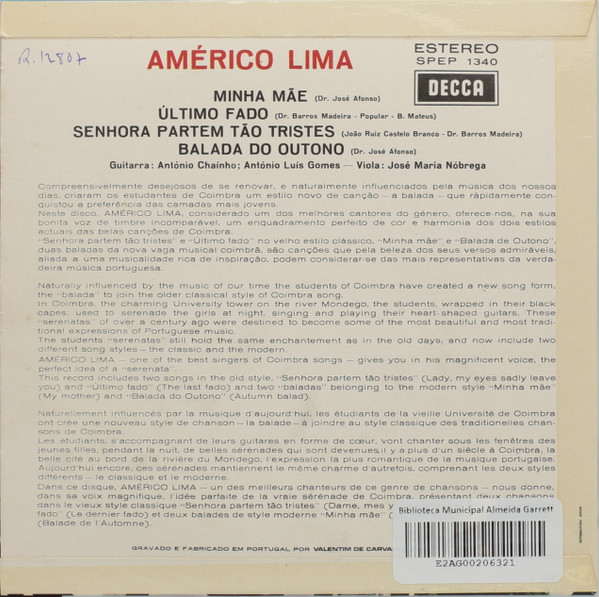 R.12807
AMÉRICO LIMA
ESTEREO
SPEP 1340
DECCA
MINHA MÃE (Dr. José Afonso)
ÚLTIMO FADO (Dr. Barros Madeira - Popular - B. Mateus)
SENHORA PARTEM TÃO TRISTES (João Ruiz Castelo Branco - Dr. Barros Madeira)
BALADA DO OUTONO (Dr. José Afonso)
Guitarra: António Chaínho; António Luís Gomes — Viola: José Maria Nóbrega
Compreensivelmente desejosos de se renovar, e naturalmente influenciados pela música dos nossos
dias, criaram os estudantes de Coimbra um estilo novo de canção — a balada — que rápidamente con-
quistou a preferência das camadas mais jovens.
Neste disco, AMÉRICO LIMA, considerado um dos melhores cantores do género, oferece-nos, na sua
bonita voz de timbre incomparável, um enquadramento perfeito de cor e harmonia dos dois estilos
actuais das belas canções de Coimbra.
"Senhora partem tão tristes" e "Último fado" no velho estilo clássico, "Minha mãe" e "Balada de Outono",
duas baladas da nova vaga musical coimbrã, são canções que pela beleza dos seus versos admiráveis,
aliada a uma musicalidade rica de inspiração, podem considerar-se das mais representativas da verda-
deira música portuguesa.
Naturally influenced by the music of our time the students of Coimbra have created a new song form,
the "balada" to join the older classical style of Coimbra song.
In Coimbra, the charming University tower on the river Mondego, the students, wrapped in their black
capes, used to serenade the girls at night, singing and playing their heart-shaped guitars. These
"serenatas" of over a century ago were destined to become some of the most beautiful and most tradi-
tional expressions of Portuguese music.
The students "serenatas" still hold the same enchantement as in the old days, and now include two
different song styles — the classic and the modern.
AMÉRICO LIMA — one of the best singers of Coimbra songs — gives you in his magnificent voice, the
perfect idea of a "serenata".
This record includes two songs in the old style, "Senhora partem tão tristes" (Lady, my eyes sadly leave
you) and "Último fado" (The last fado) and two "baladas" belonging to the modern style "Minha mãe"
(My mother) and "Balada do Outono" (Autumn balad).
Naturellement influencés par la musique d'aujourd'hui, les étudiants de la vieille Université de Coimbra
ont crée une nouveau style de chanson — la balade — à joindre au style classique des traditionelles chan-
sons de Coimbra.
Les étudiants, s'accompagnant de leurs guitares en forme de cœur, vont chanter sous les fenêtres des
jeunes filles, pendant la nuit, de belles sérénades qui sont devenues, il y a plus d'un siècle à Coimbra, la
belle cité au bord de la rivière du Mondego, l'expression la plus romantique de la musique portugaise.
Aujourd'hui encore, ces sérénades mantiennent le même charme d'autrefois, comprenant les deux styles
différents — le classique et le moderne.
Dans ce disque, AMÉRICO LIMA — un des meilleurs chanteurs de ce genre de chansons — nous donne,
dans sa voix magnifique, l'idée parfaite de la vraie sérénade de Coimbra, présentant deux chansons
dans le vieux style classique "Senhora partem tão tristes" (Dame, mes y
fado" (Le dernier fado) et deux balades de style moderne "Minha mãe"
(Balade de l'Automne).
GRAVADO E FABRICADO EM PORTUGAL POR VALENTIM DE CARVA
Biblioteca Municipal Almeida Garrett
E2AG00206321